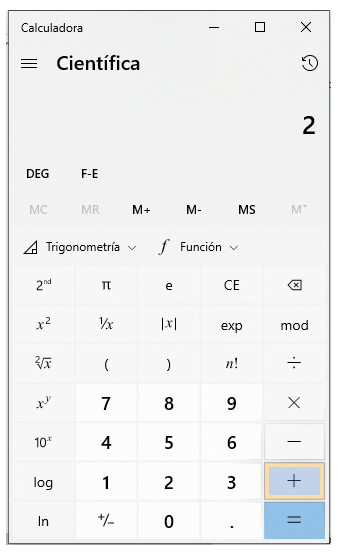 Calculadora
Científica
2
DEG F-E
MC MR M+ M- MS M˅
Trigonometría f Función
2ⁿᵈ π e CE
x² ¹/x |x| exp mod
²√x ( ) n! ÷
xʸ 7 8 9 ×
10ˣ 4 5 6 −
log 1 2 3 +
ln +/− 0 . =